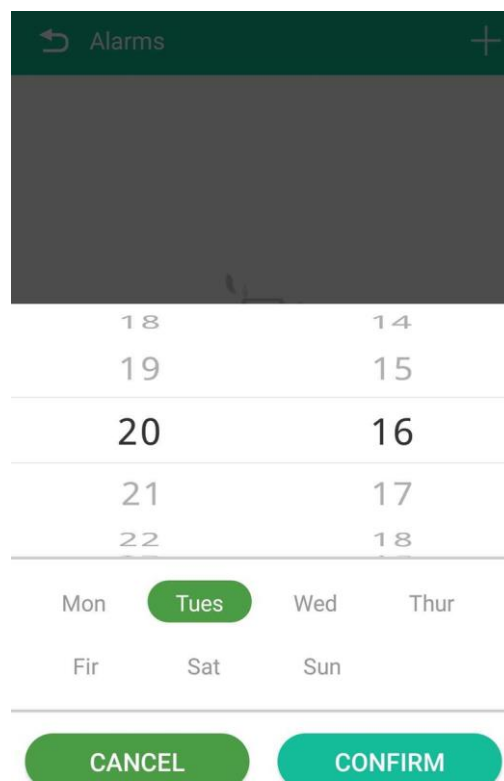 Alarms
18 14
19 15
20 16
21 17
22 18
Mon Tues Wed Thur
Fir Sat Sun
CANCEL CONFIRM